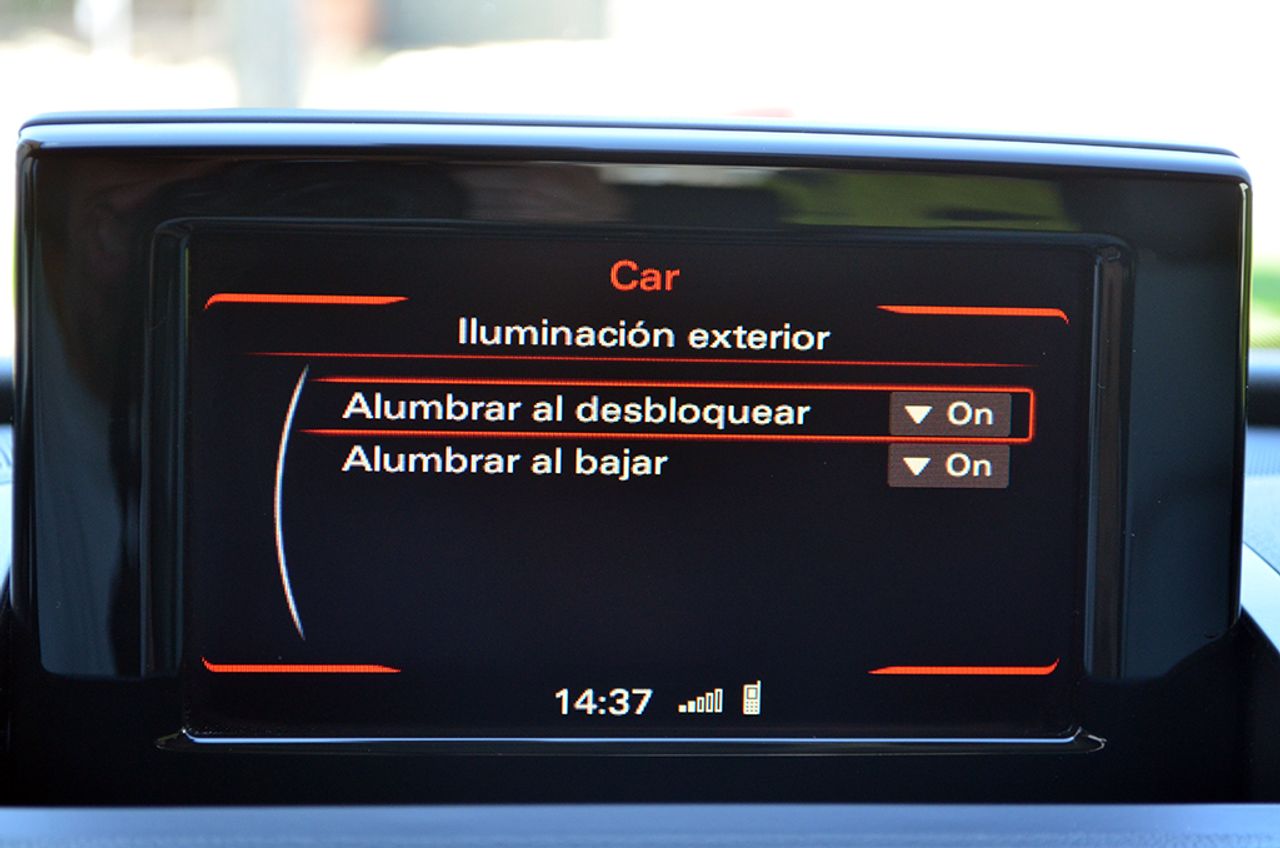 Car
Iluminación exterior
Alumbrar al desbloquear On
Alumbrar al bajar On
14:37